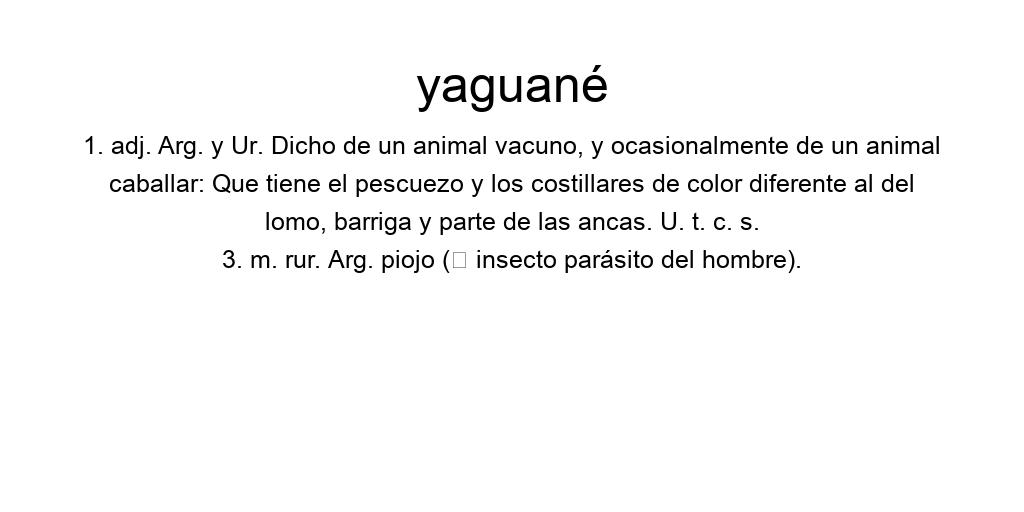 yaguané
1. adj. Arg. y Ur. Dicho de un animal vacuno, y ocasionalmente de un animal
caballar: Que tiene el pescuezo y los costillares de color diferente al del
lomo, barriga y parte de las ancas. U. t. c. s.
3. m. rur. Arg. piojo (□ insecto parásito del hombre).